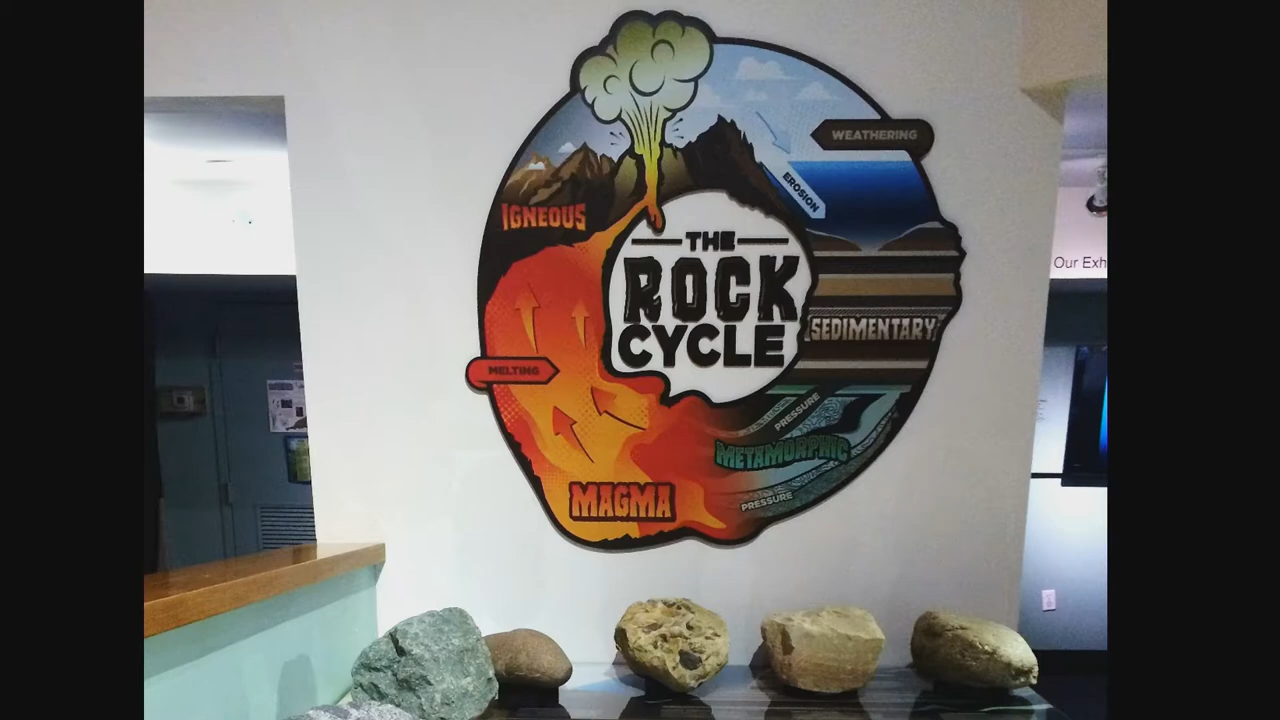 WEATHERING
EROSION
IGNEOUS
THE
ROCK
CYCLE
SEDIMENTARY
MELTING
PRESSURE
METAMORPHIC
MAGMA
PRESSURE
Our Exh